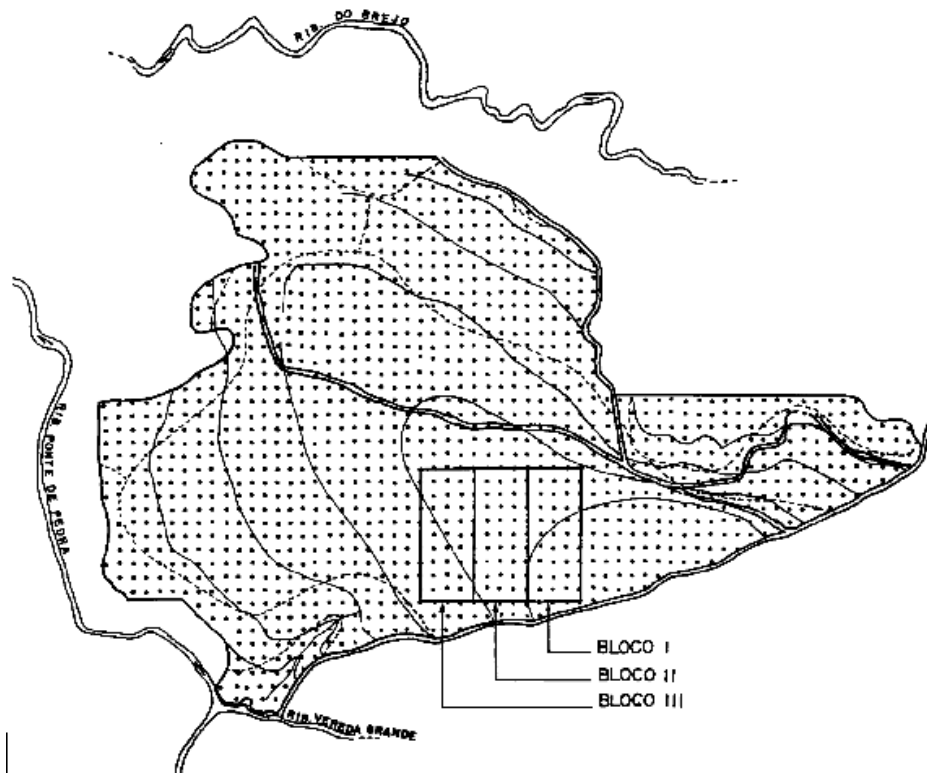 RIB. DO BREJO
RIB. PONTE DE PEDRA
BLOCO I
BLOCO II
BLOCO III
RIB. VEREDA GRANDE